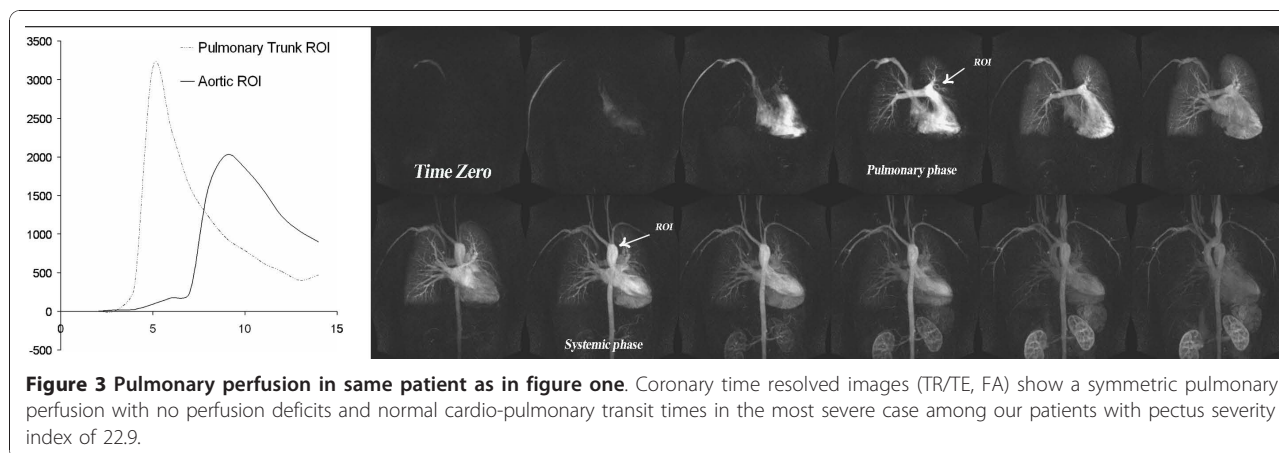 3500
3000
2500
2000
1500
1000
500
0
-500
0
5
10
15
Pulmonary Trunk ROI
Aortic ROI
Time Zero
ROI
Pulmonary phase
ROI
Systemic phase
Figure 3 Pulmonary perfusion in same patient as in figure one. Coronary time resolved images (TR/TE, FA) show a symmetric pulmonary
perfusion with no perfusion deficits and normal cardio-pulmonary transit times in the most severe case among our patients with pectus severity
index of 22.9.